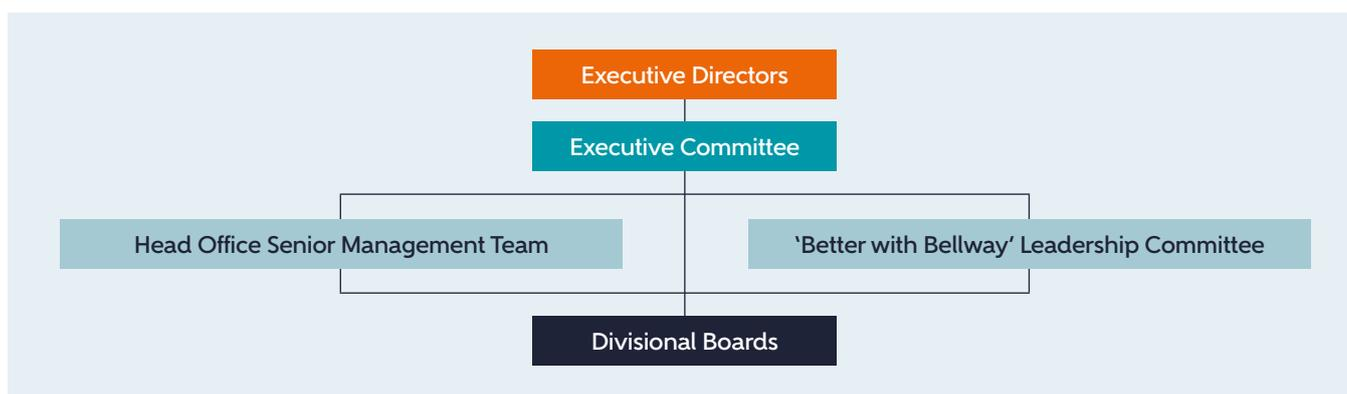 Executive Directors
Executive Committee
Head Office Senior Management Team
‘Better with Bellway’ Leadership Committee
Divisional Boards